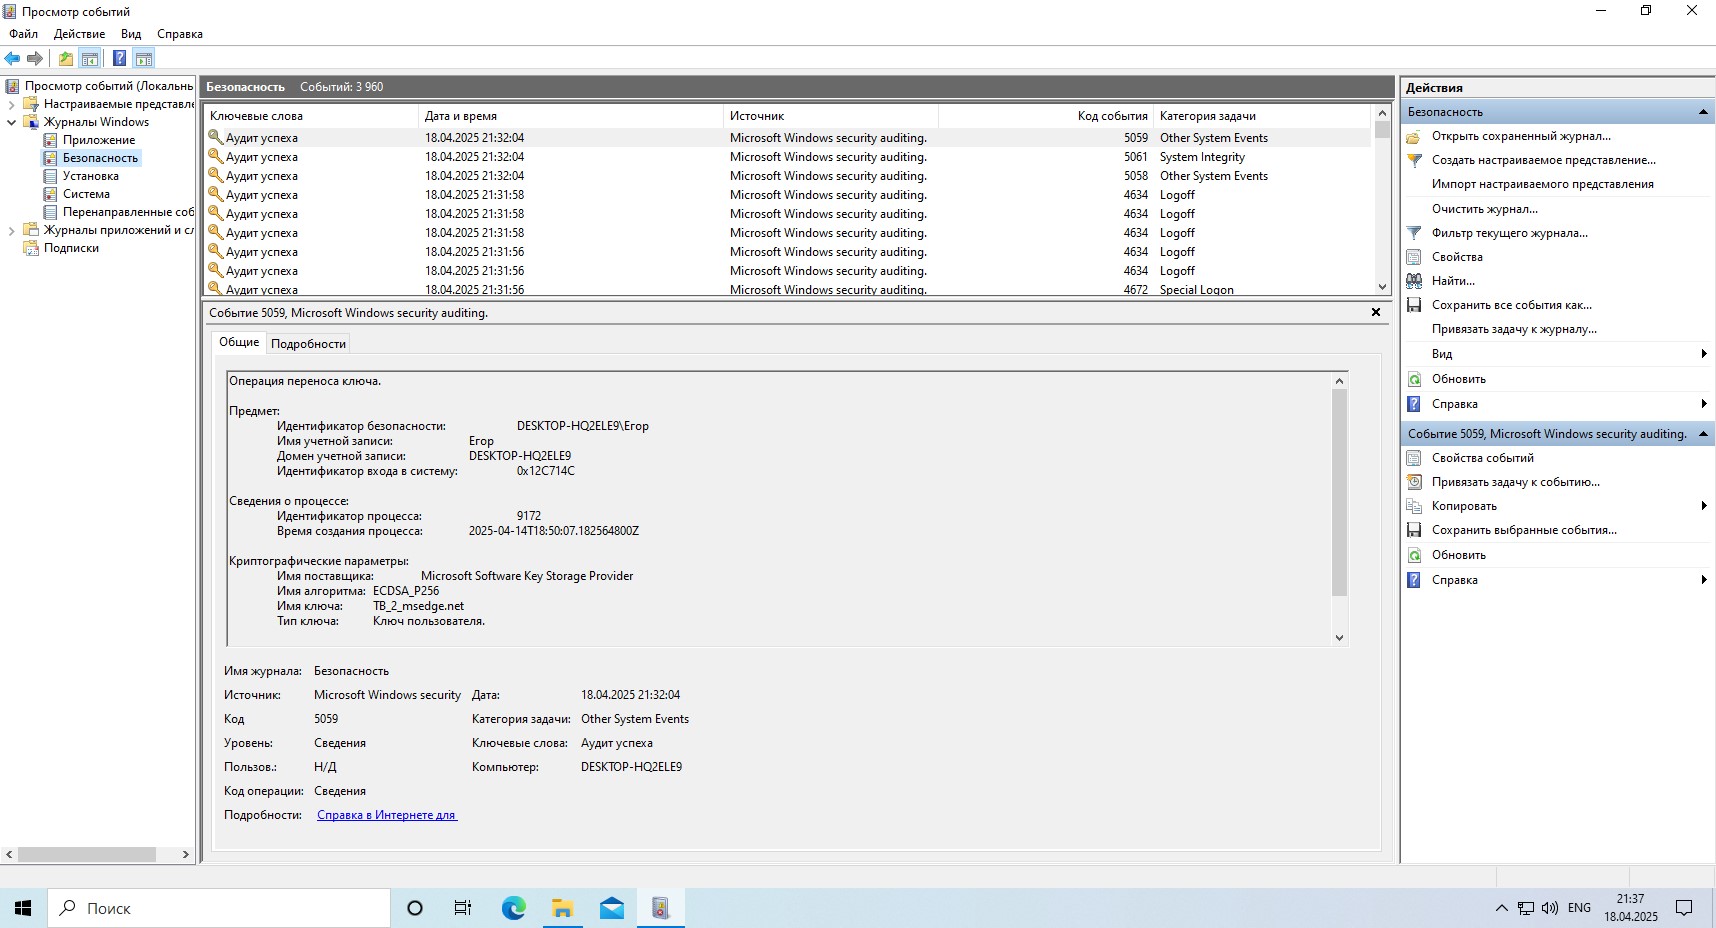 Просмотр событий
Файл Действие Вид Справка
Просмотр событий (Локальнь
Настраиваемые представле
Журналы Windows
Приложение
Безопасность
Установка
Система
Перенаправленные соб
Журналы приложений и сл
Подписки
Безопасность Событий: 3 960
Ключевые слова Дата и время Источник Код события Категория задачи
Аудит успеха 18.04.2025 21:32:04 Microsoft Windows security auditing. 5059 Other System Events
Аудит успеха 18.04.2025 21:32:04 Microsoft Windows security auditing. 5061 System Integrity
Аудит успеха 18.04.2025 21:32:04 Microsoft Windows security auditing. 5058 Other System Events
Аудит успеха 18.04.2025 21:31:58 Microsoft Windows security auditing. 4634 Logoff
Аудит успеха 18.04.2025 21:31:58 Microsoft Windows security auditing. 4634 Logoff
Аудит успеха 18.04.2025 21:31:58 Microsoft Windows security auditing. 4634 Logoff
Аудит успеха 18.04.2025 21:31:56 Microsoft Windows security auditing. 4634 Logoff
Аудит успеха 18.04.2025 21:31:56 Microsoft Windows security auditing. 4634 Logoff
Аудит успеха 18.04.2025 21:31:56 Microsoft Windows security auditing. 4672 Special Logon
Событие 5059, Microsoft Windows security auditing.
Общие Подробности
Операция переноса ключа.
Предмет:
Идентификатор безопасности: DESKTOP-HQ2ELE9\Егор
Имя учетной записи: Егор
Домен учетной записи: DESKTOP-HQ2ELE9
Идентификатор входа в систему: 0x12C714C
Сведения о процессе:
Идентификатор процесса: 9172
Время создания процесса: 2025-04-14T18:50:07.182564800Z
Криптографические параметры:
Имя поставщика: Microsoft Software Key Storage Provider
Имя алгоритма: ECDSA_P256
Имя ключа: TB_2_msedge.net
Тип ключа: Ключ пользователя.
Имя журнала: Безопасность
Источник: Microsoft Windows security Дата: 18.04.2025 21:32:04
Код 5059 Категория задачи: Other System Events
Уровень: Сведения Ключевые слова: Аудит успеха
Пользов.: Н/Д Компьютер: DESKTOP-HQ2ELE9
Код операции: Сведения
Подробности: Справка в Интернете для
Действия
Безопасность
Открыть сохраненный журнал...
Создать настраиваемое представление...
Импорт настраиваемого представления
Очистить журнал...
Фильтр текущего журнала...
Свойства
Найти...
Сохранить все события как...
Привязать задачу к журналу...
Вид
Обновить
Справка
Событие 5059, Microsoft Windows security auditing.
Свойства событий
Привязать задачу к событию...
Копировать
Сохранить выбранные события...
Обновить
Справка
Поиск
ENG
21:37
18.04.2025